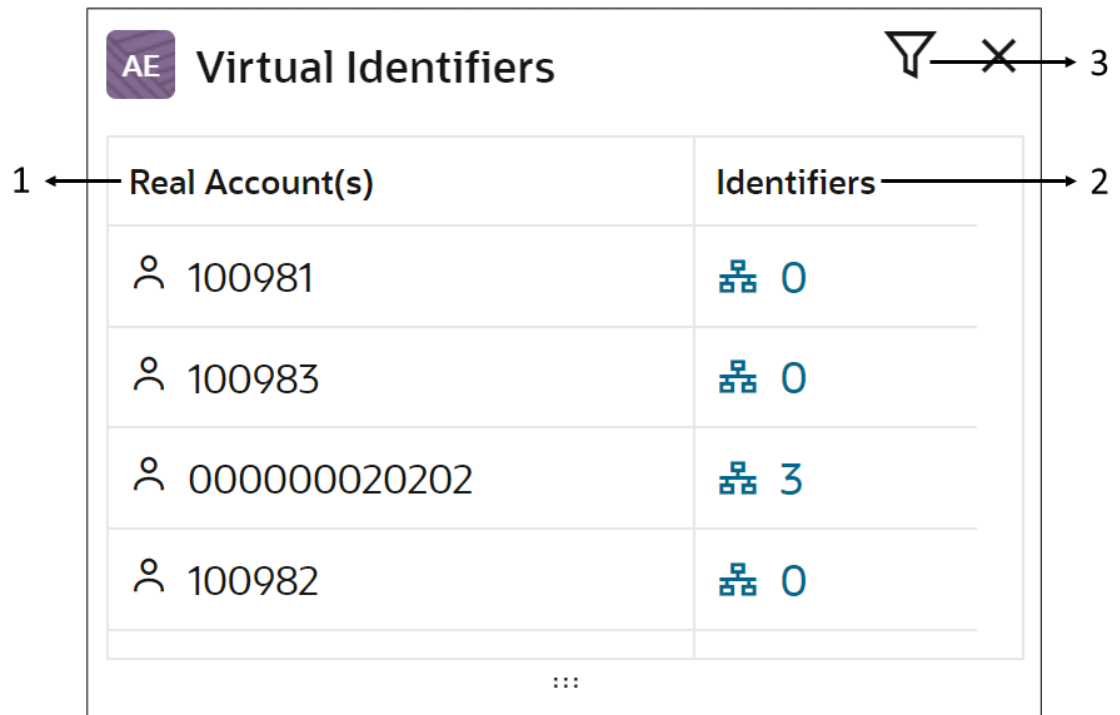 AE Virtual Identifiers
3
1 Real Account(s) Identifiers 2
100981 0
100983 0
000000020202 3
100982 0